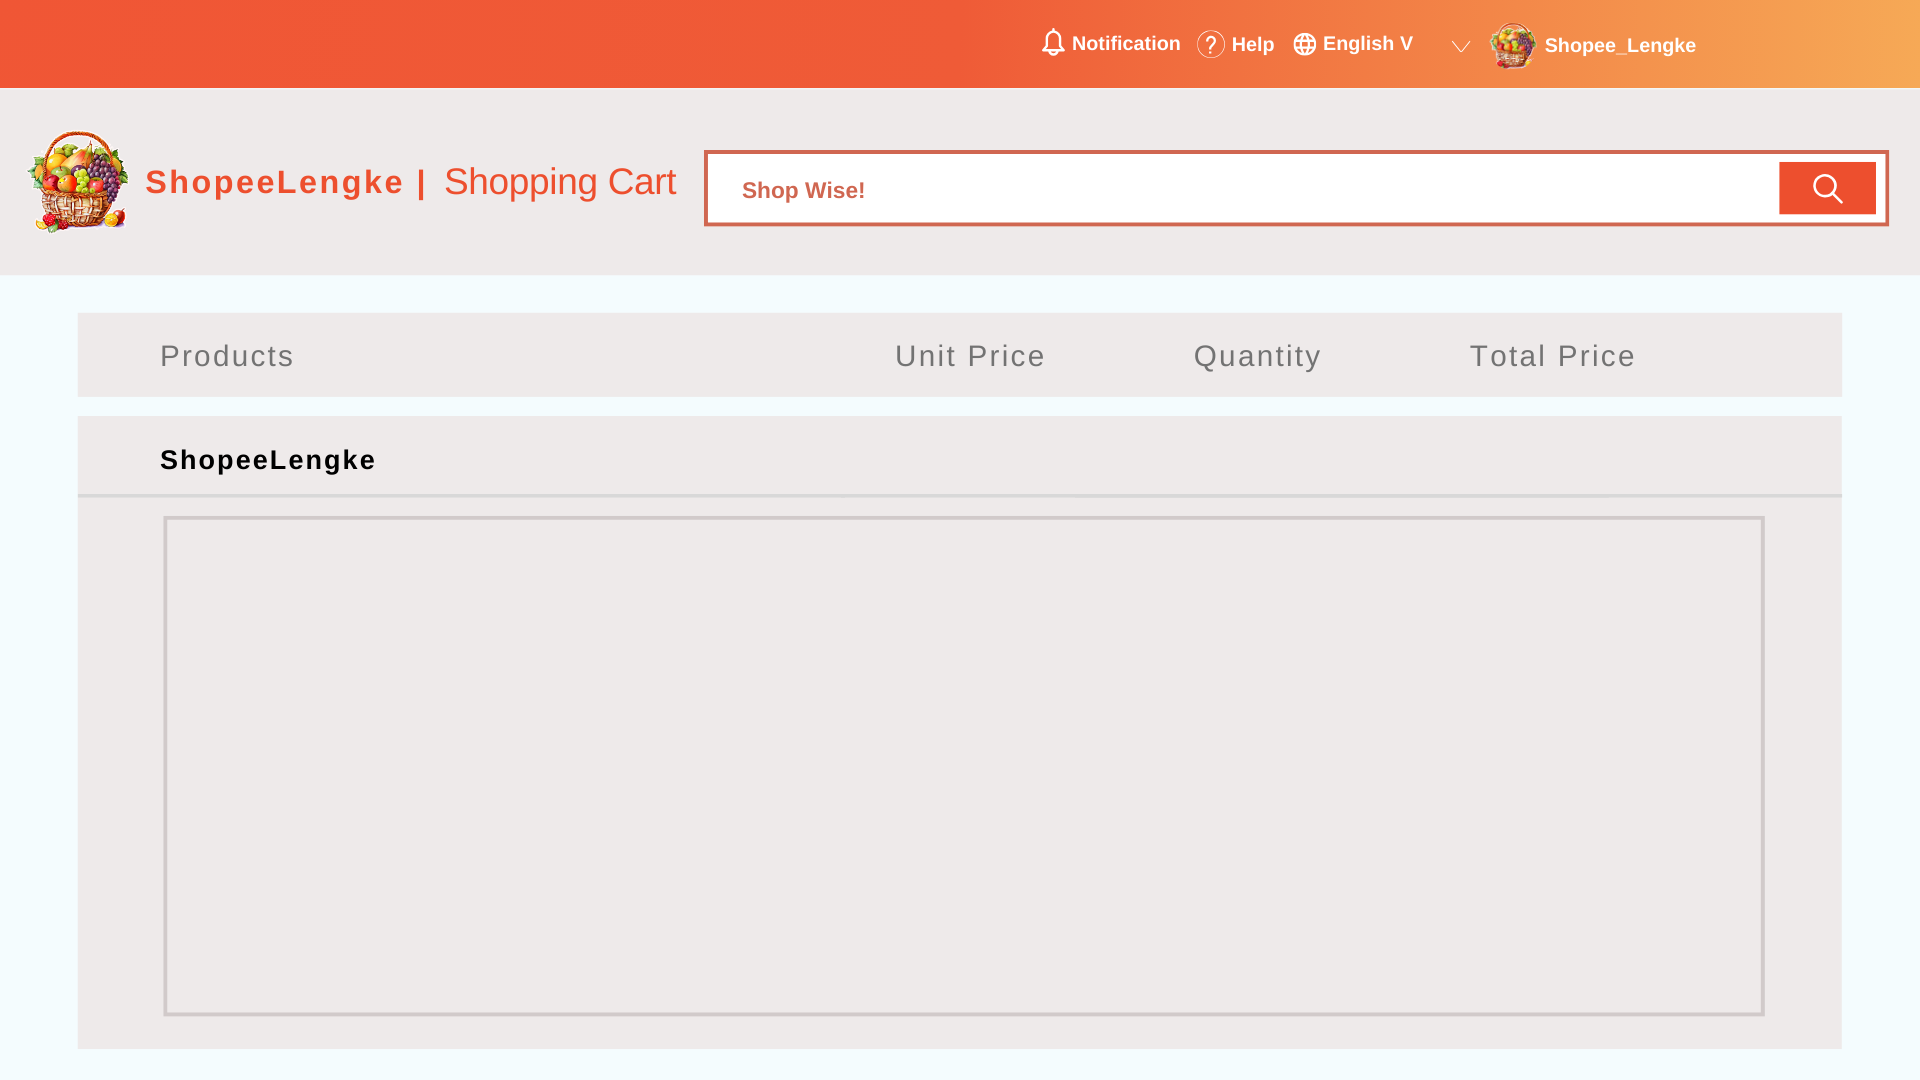 Notification Help English V Shopee_Lengke
ShopeeLengke | Shopping Cart
Shop Wise!
Products Unit Price Quantity Total Price
ShopeeLengke